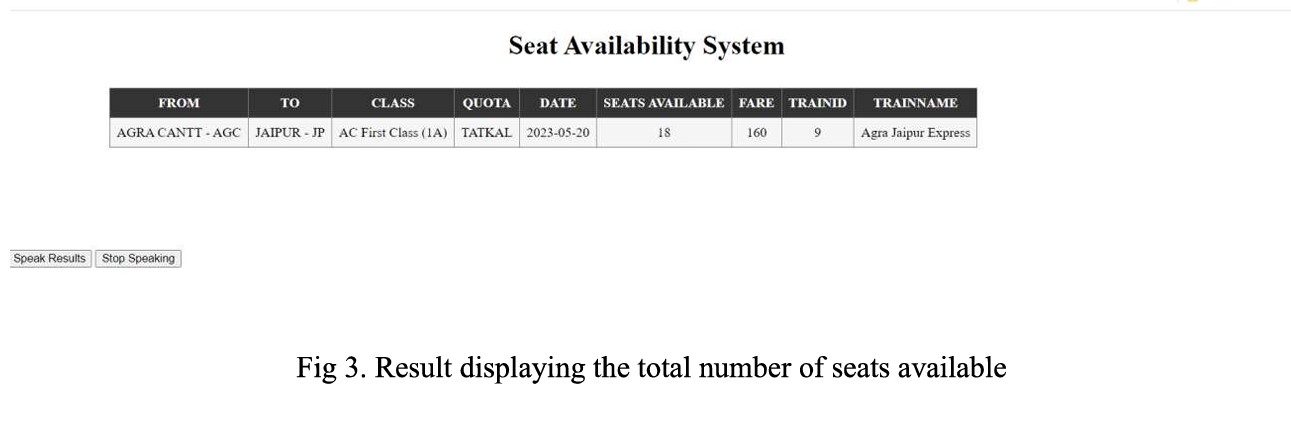 Seat Availability System
FROM TO CLASS QUOTA DATE SEATS AVAILABLE FARE TRAINID TRAINNAME
AGRA CANTT - AGC JAIPUR - JP AC First Class (1A) TATKAL 2023-05-20 18 160 9 Agra Jaipur Express
Speak Results Stop Speaking
Fig 3. Result displaying the total number of seats available